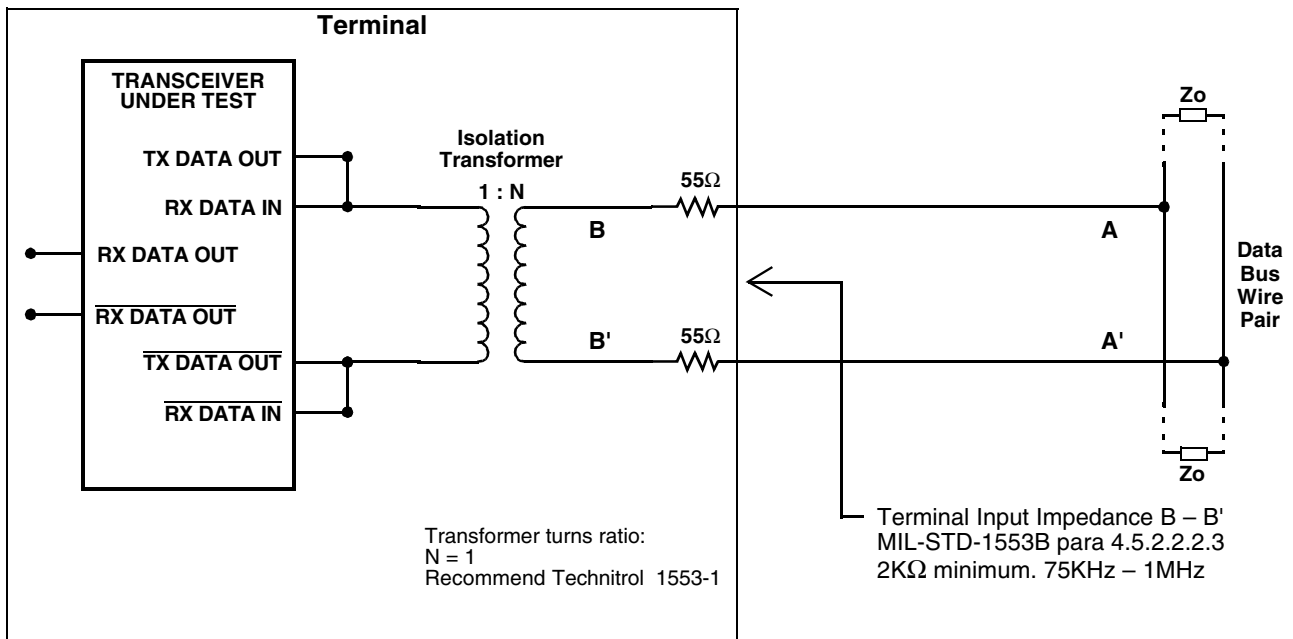 Terminal
TRANSCEIVER
UNDER TEST
TX DATA OUT
RX DATA IN
RX DATA OUT
RX DATA OUT
TX DATA OUT
RX DATA IN
Isolation
Transformer
1 : N
B
55Ω
A
B'
55Ω
A'
Zo
Data
Bus
Wire
Pair
Zo
Transformer turns ratio:
N = 1
Recommend Technitrol 1553-1
Terminal Input Impedance B – B'
MIL-STD-1553B para 4.5.2.2.2.3
2KΩ minimum. 75KHz – 1MHz